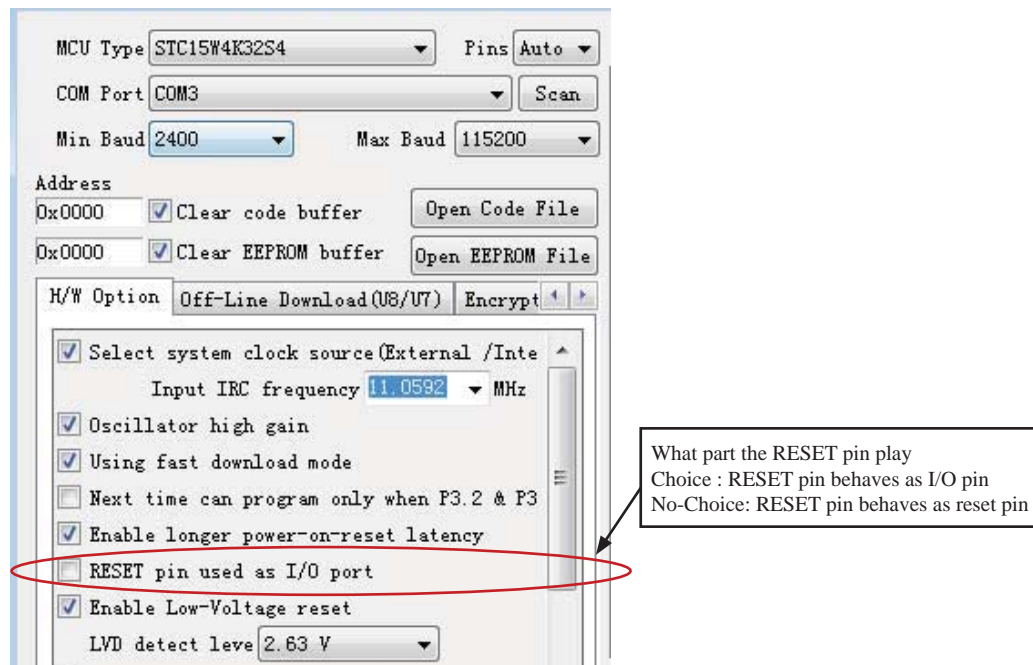 MCU Type STC15W4K32S4 Pins Auto
COM Port COM3 Scan
Min Baud 2400 Max Baud 115200
Address
0x0000 Clear code buffer Open Code File
0x0000 Clear EEPROM buffer Open EEPROM File
H/W Option Off-Line Download(U8/U7) Encrypt
Select system clock source(External /Inte
Input IRC frequency 11.0592 MHz
Oscillator high gain
Using fast download mode
Next time can program only when P3.2 & P3
Enable longer power-on-reset latency
RESET pin used as I/O port
Enable Low-Voltage reset
LVD detect leve 2.63 V
What part the RESET pin play
Choice : RESET pin behaves as I/O pin
No-Choice: RESET pin behaves as reset pin